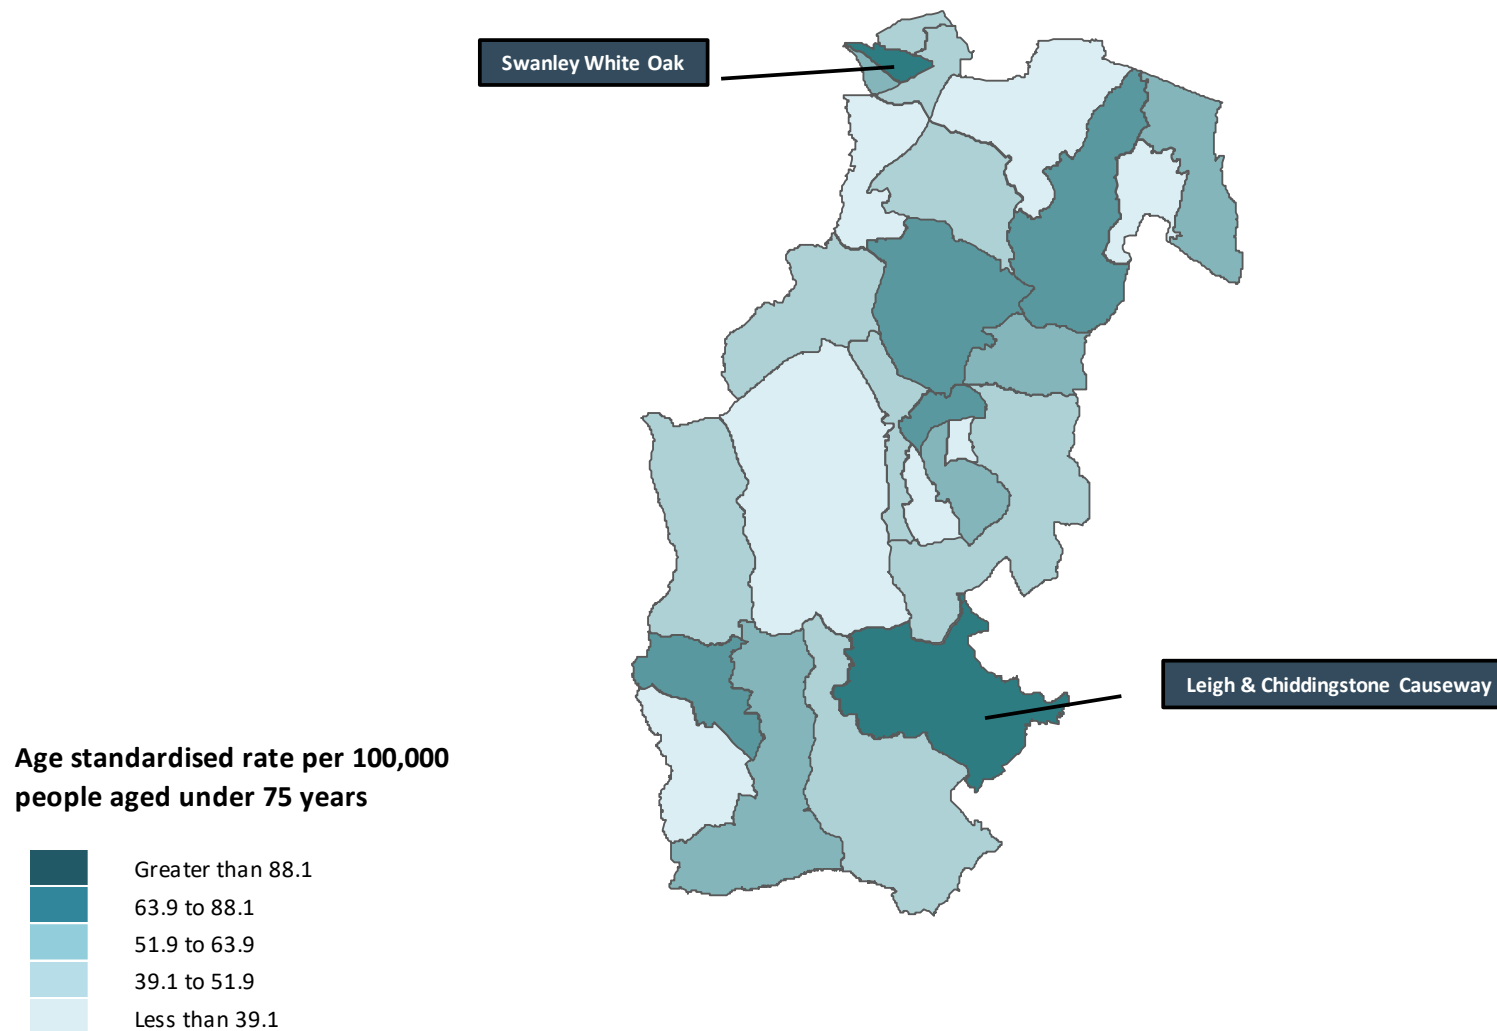 Swanley White Oak
Leigh & Chiddingstone Causeway
Age standardised rate per 100,000
people aged under 75 years
Greater than 88.1
63.9 to 88.1
51.9 to 63.9
39.1 to 51.9
Less than 39.1